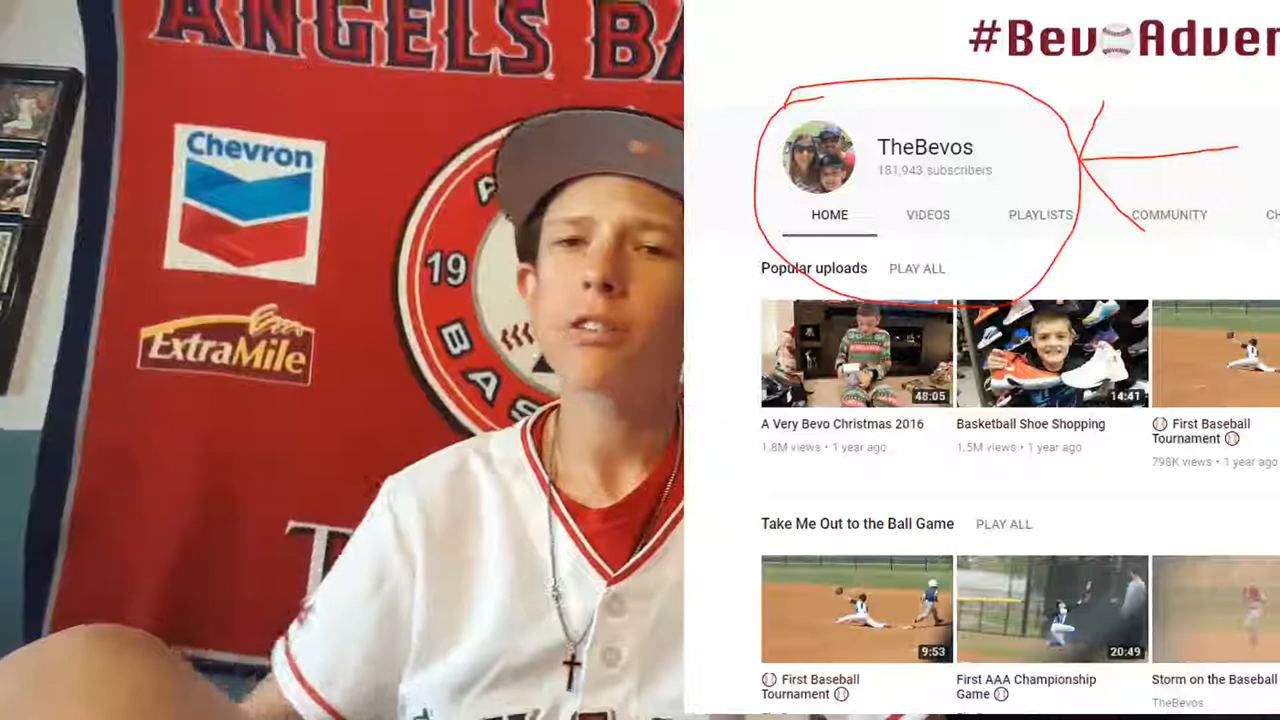 ANGELS BA
Chevron
ExtraMile
19
BAS
#BevAdver
TheBevos
181,943 subscribers
HOME
VIDEOS
PLAYLISTS
COMMUNITY
CH
Popular uploads
PLAY ALL
48:05
14:41
A Very Bevo Christmas 2016
1.8M views • 1 year ago
Basketball Shoe Shopping
1.5M views • 1 year ago
First Baseball
Tournament
798K views • 1 year ago
Take Me Out to the Ball Game
PLAY ALL
9:53
20:49
First Baseball
Tournament
First AAA Championship
Game
Storm on the Baseball
TheBevos